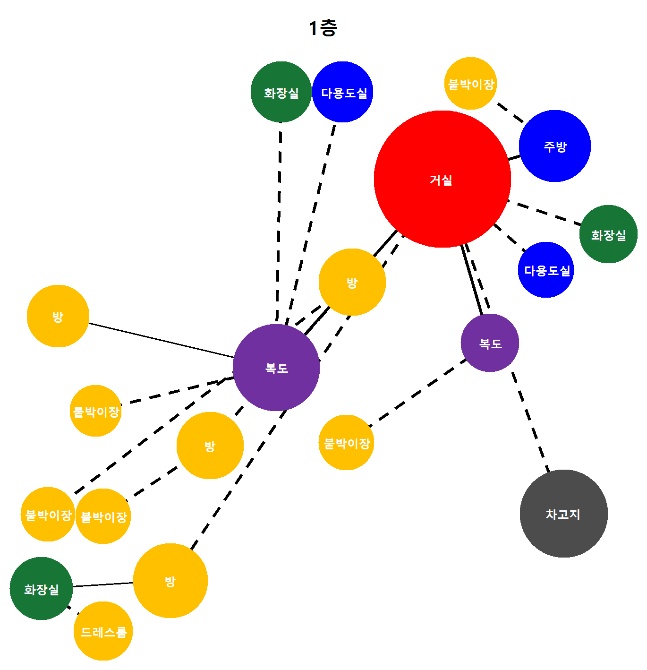 1층
화장실
다용도실
붙박이장
주방
거실
화장실
다용도실
방
방
복도
복도
붙박이장
방
붙박이장
붙박이장
붙박이장
차고지
화장실
방
드레스룸